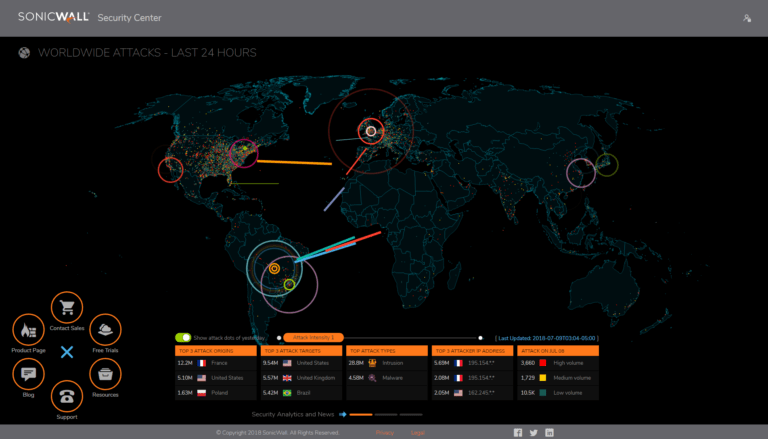 SONICWALL Security Center
WORLDWIDE ATTACKS - LAST 24 HOURS
Contact Sales
Product Page
Free Trials
Blog
Resources
Support
Show attack dots of yesterday
Attack Intensity 1
[ Last Updated: 2018-07-09T03:04-05:00 ]
TOP 3 ATTACK ORIGINS
12.2M France
5.10M United States
1.63M Poland
TOP 3 ATTACK TARGETS
9.54M United States
5.57M United Kingdom
5.42M Brazil
TOP ATTACK TYPES
28.8M Intrusion
4.58M Malware
TOP 3 ATTACKER IP ADDRESS
5.69M 195.154.**
2.08M 195.154.**
2.05M 162.245.**
ATTACK ON JUL 08
3,860 High volume
1,729 Medium volume
10.5K Low volume
Security Analytics and News
© Copyright 2018 SonicWall. All Rights Reserved.
Privacy
Legal